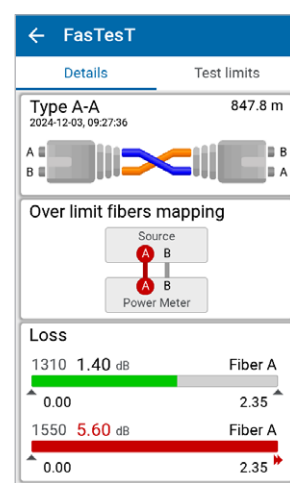 FasTesT
Details Test limits
Type A-A 847.8 m
2024-12-03, 09:27:36
A B
B A
Over limit fibers mapping
Source
A B
A B
Power Meter
Loss
1310 1.40 dB Fiber A
0.00 2.35
1550 5.60 dB Fiber A
0.00 2.35